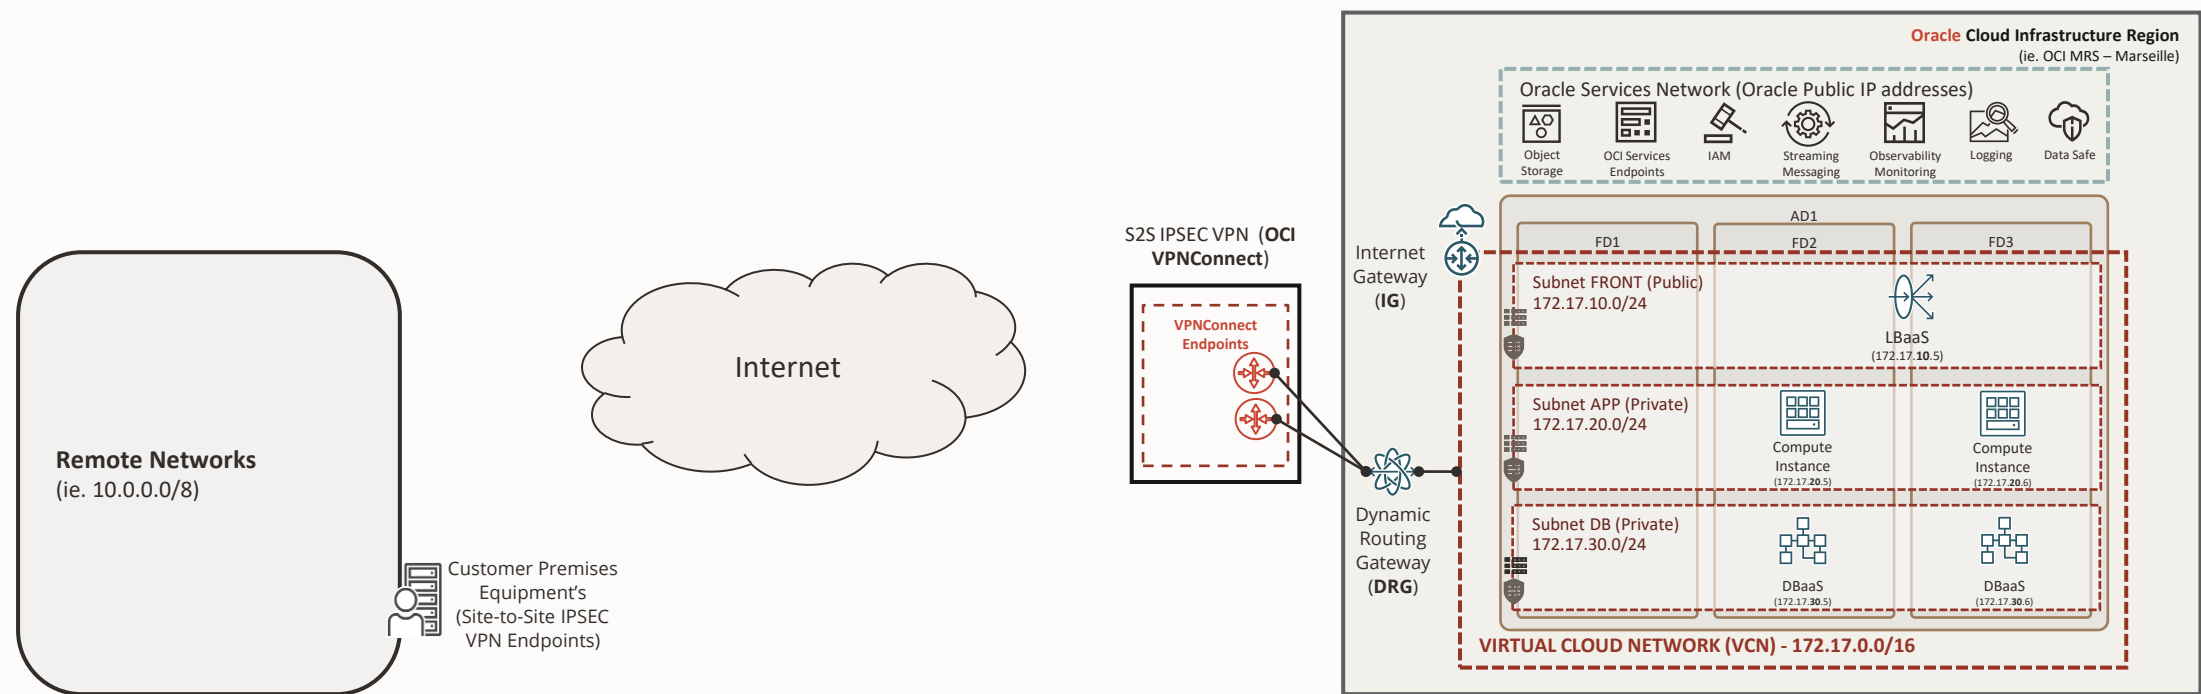 Oracle Cloud Infrastructure Region
(ie. OCI MRS – Marseille)
Oracle Services Network (Oracle Public IP addresses)
Object
Storage
OCI Services
Endpoints
IAM
Streaming
Messaging
Observability
Monitoring
Logging
Data Safe
AD1
FD1
FD2
FD3
S2S IPSEC VPN (OCI
VPNConnect)
VPNConnect
Endpoints
Internet
Gateway
(IG)
Subnet FRONT (Public)
172.17.10.0/24
LBaaS
(172.17.10.5)
Internet
Subnet APP (Private)
172.17.20.0/24
Compute
Instance
(172.17.20.5)
Compute
Instance
(172.17.20.6)
Remote Networks
(ie. 10.0.0.0/8)
Dynamic
Routing
Gateway
(DRG)
Subnet DB (Private)
172.17.30.0/24
DBaaS
(172.17.30.5)
DBaaS
(172.17.30.6)
Customer Premises
Equipment's
(Site-to-Site IPSEC
VPN Endpoints)
VIRTUAL CLOUD NETWORK (VCN) - 172.17.0.0/16